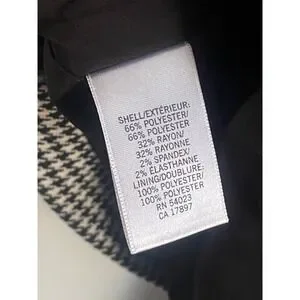 SHELL/EXTÉRIEUR:
66% POLYESTER/
66% POLYESTER
32% RAYON/
32% RAYONNE
2% SPANDEX/
2% ÉLASTHANNE
LINING/DOUBLURE:
100% POLYESTER/
100% POLYESTER
RN 54023
CA 17897